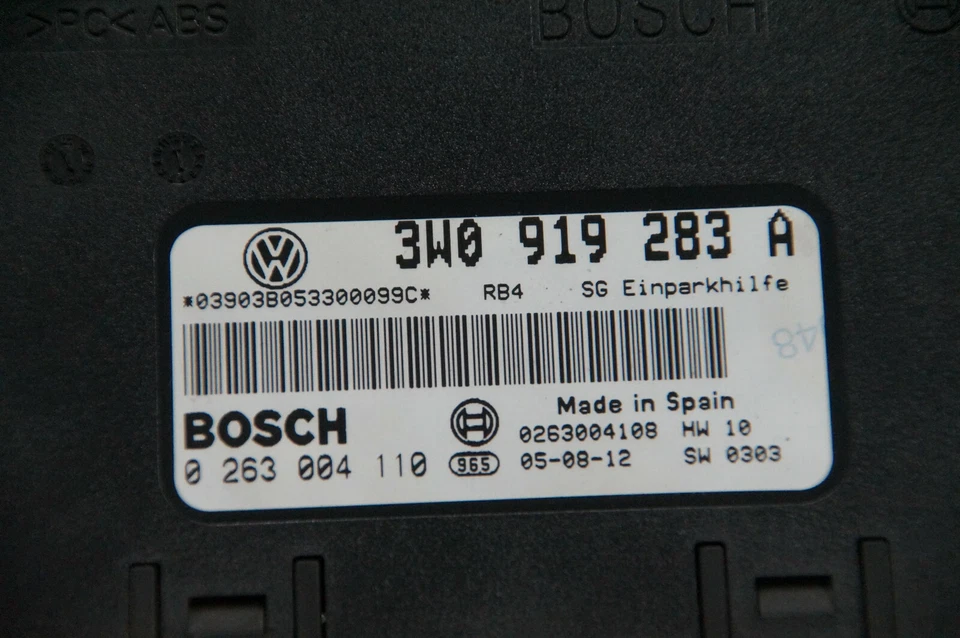 >PC< ABS
BOSCH
3W0 919 283 A
*03903B053300099C* RB4 SG Einparkhilfe
BOSCH
Made in Spain
0263004108 HW 10
0 263 004 110 965 05-08-12 SW 0303